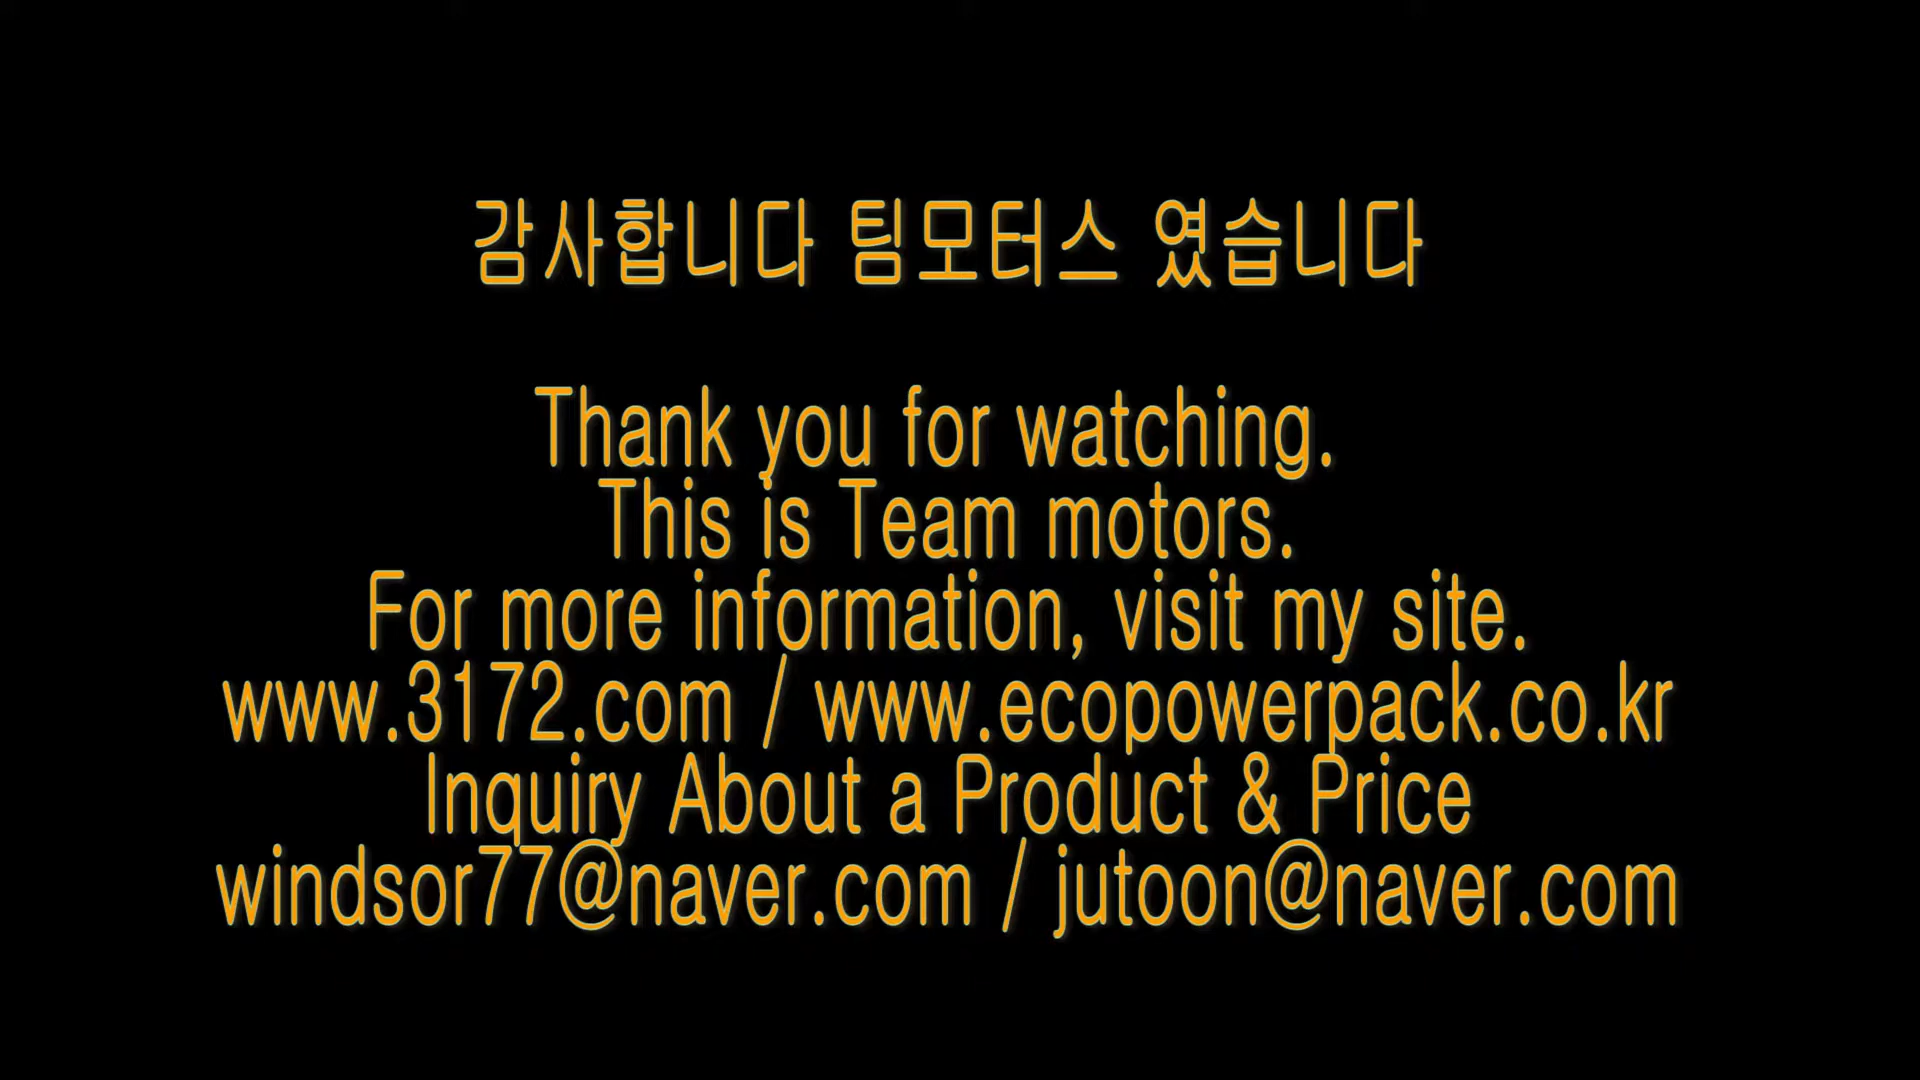 감사합니다 팀모터스 였습니다
Thank you for watching.
This is Team motors.
For more information, visit my site.
www.3172.com / www.ecopowerpack.co.kr
Inquiry About a Product & Price
windsor77@naver.com / jutoon@naver.com